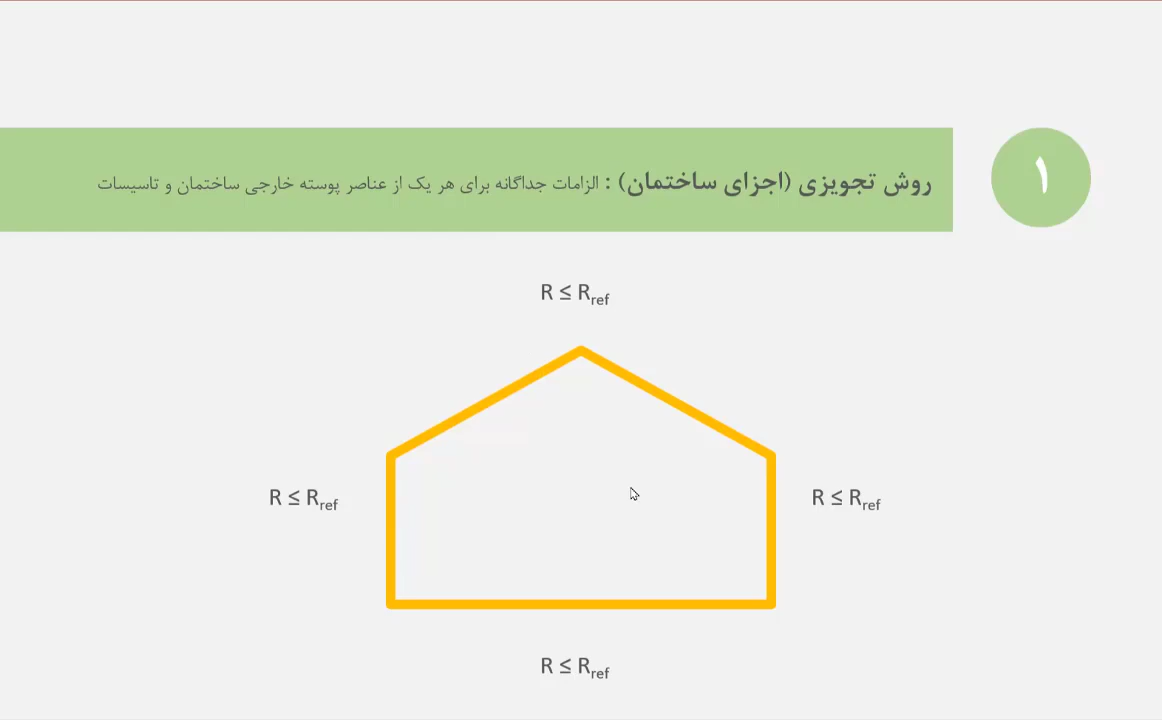 ۱
روش تجویزی (اجزای ساختمان) : الزامات جداگانه برای هر یک از عناصر پوسته خارجی ساختمان و تاسیسات
R ≤ Rref
R ≤ Rref
R ≤ Rref
R ≤ Rref